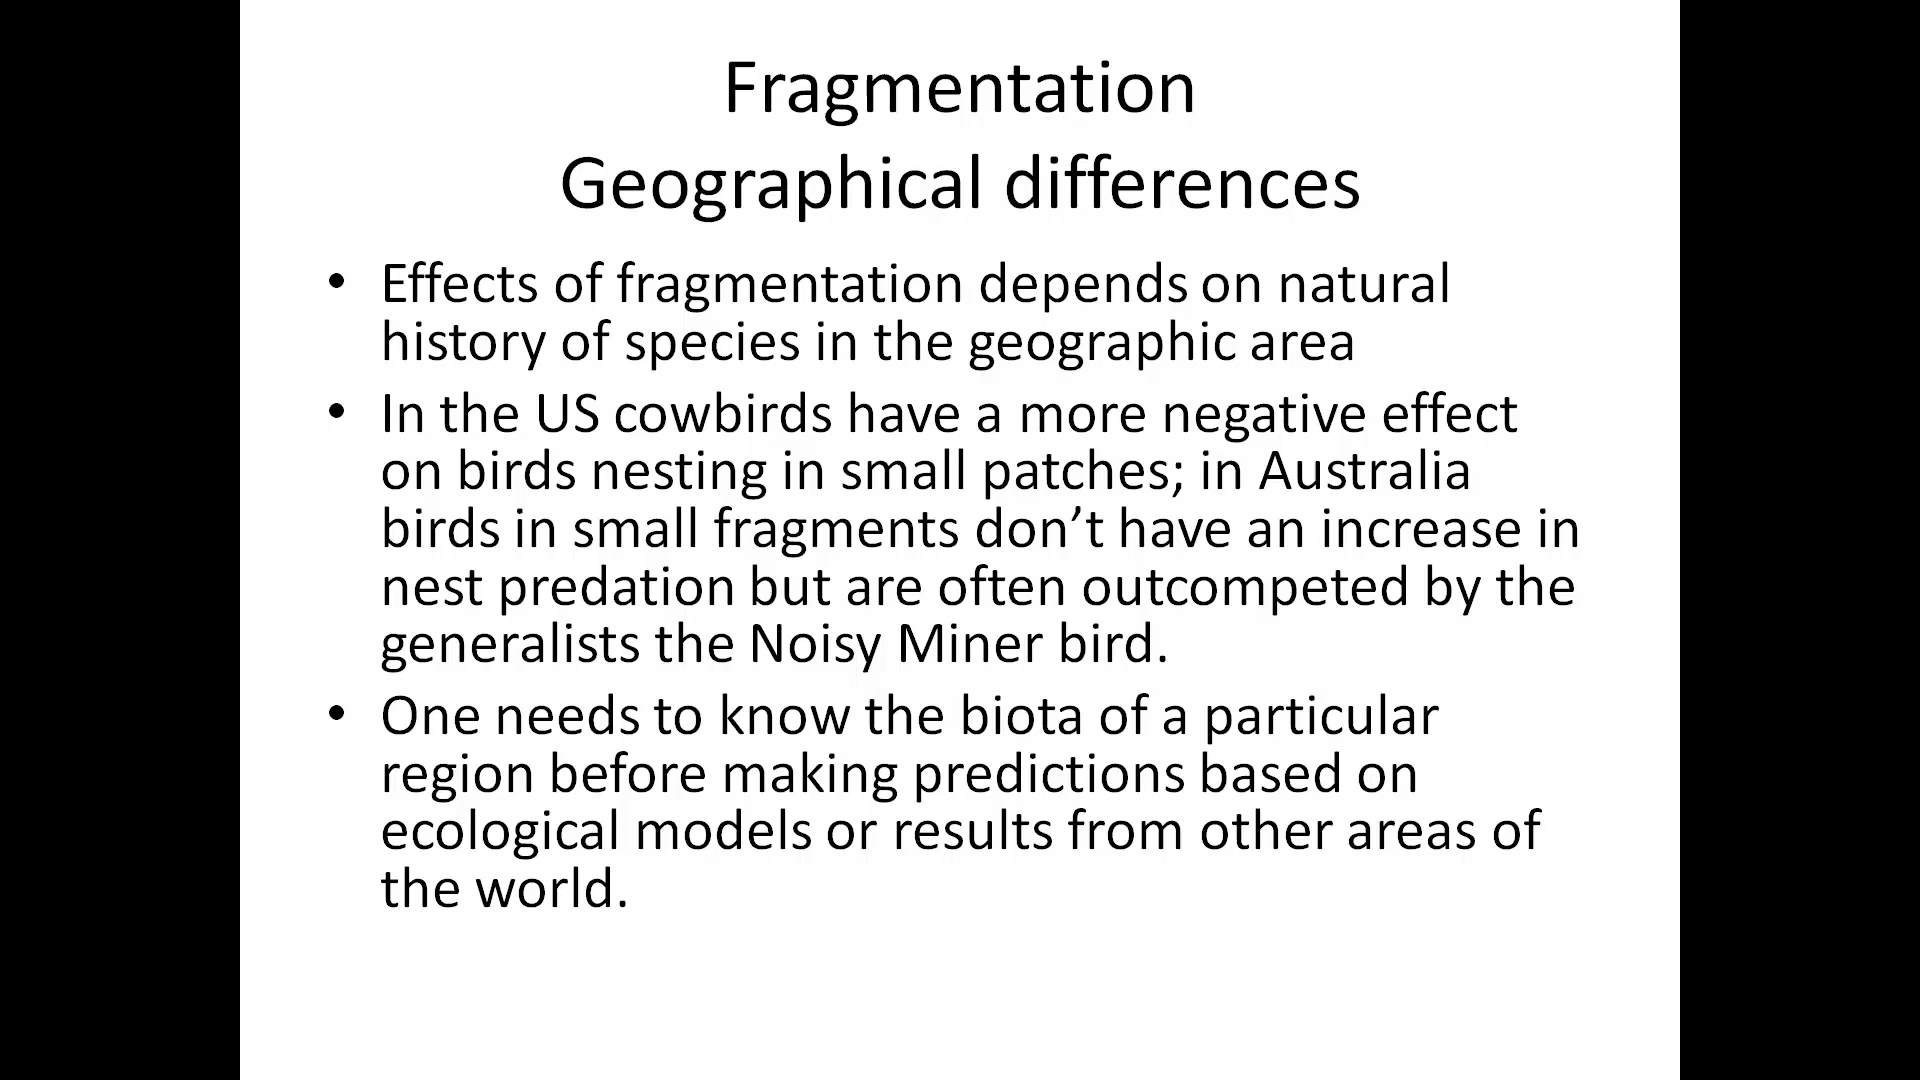 Fragmentation
Geographical differences
• Effects of fragmentation depends on natural
history of species in the geographic area
• In the US cowbirds have a more negative effect
on birds nesting in small patches; in Australia
birds in small fragments don’t have an increase in
nest predation but are often outcompeted by the
generalists the Noisy Miner bird.
• One needs to know the biota of a particular
region before making predictions based on
ecological models or results from other areas of
the world.